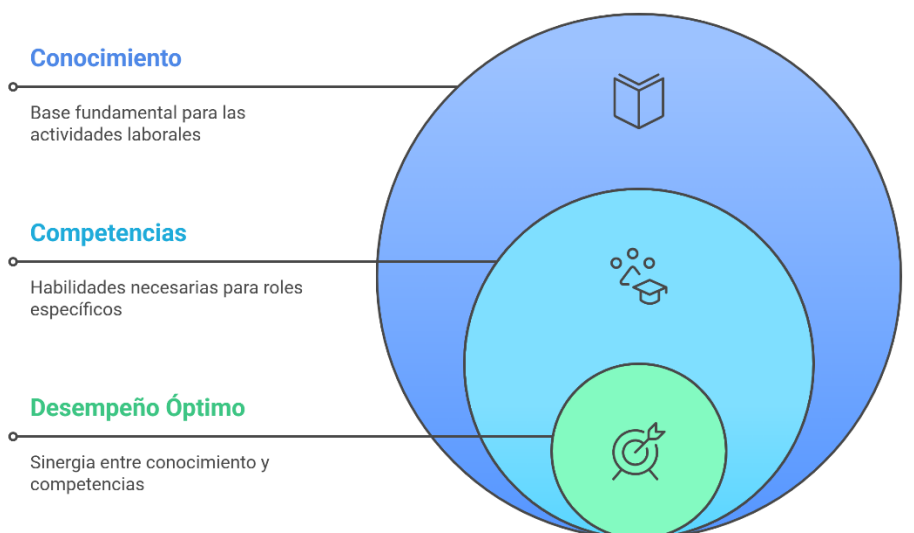 Conocimiento
Base fundamental para las
actividades laborales
Competencias
Habilidades necesarias para roles
específicos
Desempeño Óptimo
Sinergia entre conocimiento y
competencias